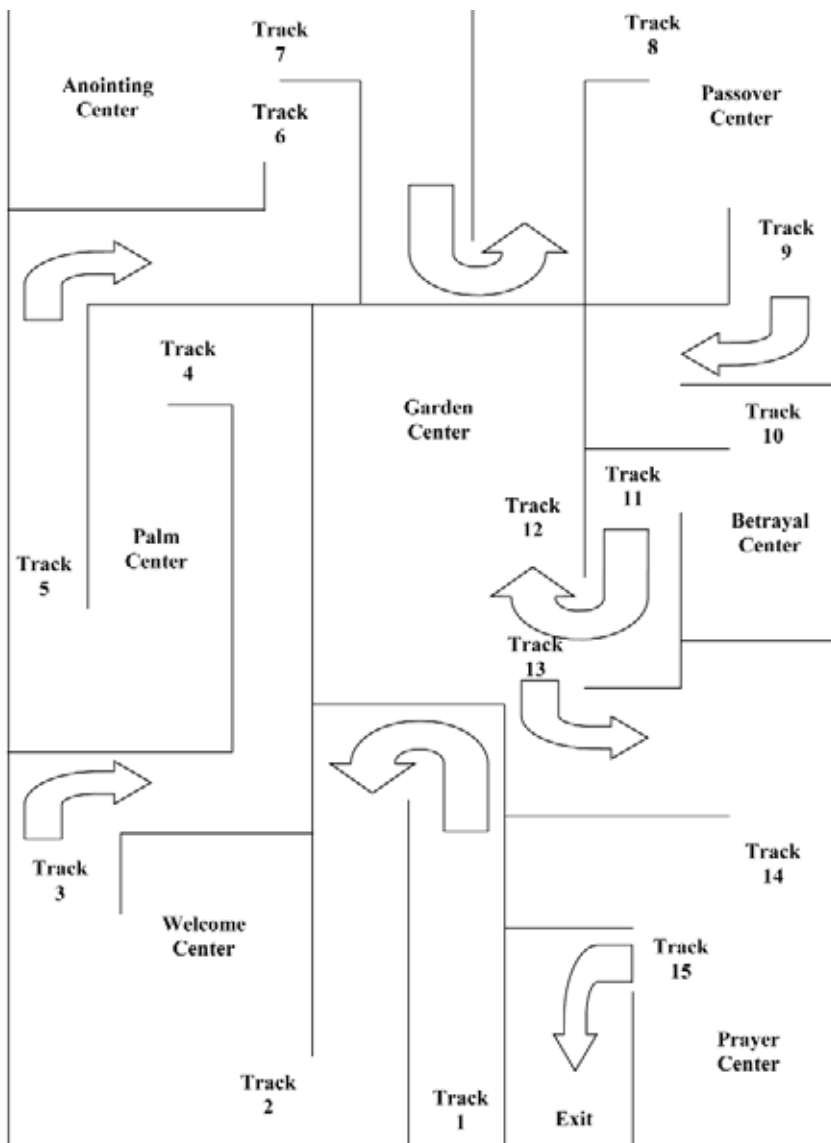 Track
7
Track
8
Anointing
Center
Passover
Center
Track
6
Track
9
Track
4
Garden
Center
Track
10
Track
11
Track
12
Betrayal
Center
Palm
Center
Track
5
Track
13
Track
3
Track
14
Welcome
Center
Track
15
Prayer
Center
Track
2
Track
1
Exit